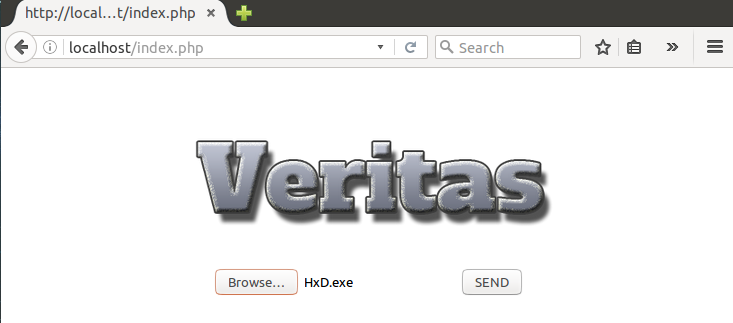 http://local...t/index.php
localhost/index.php
Search
Veritas
Browse...
HxD.exe
SEND